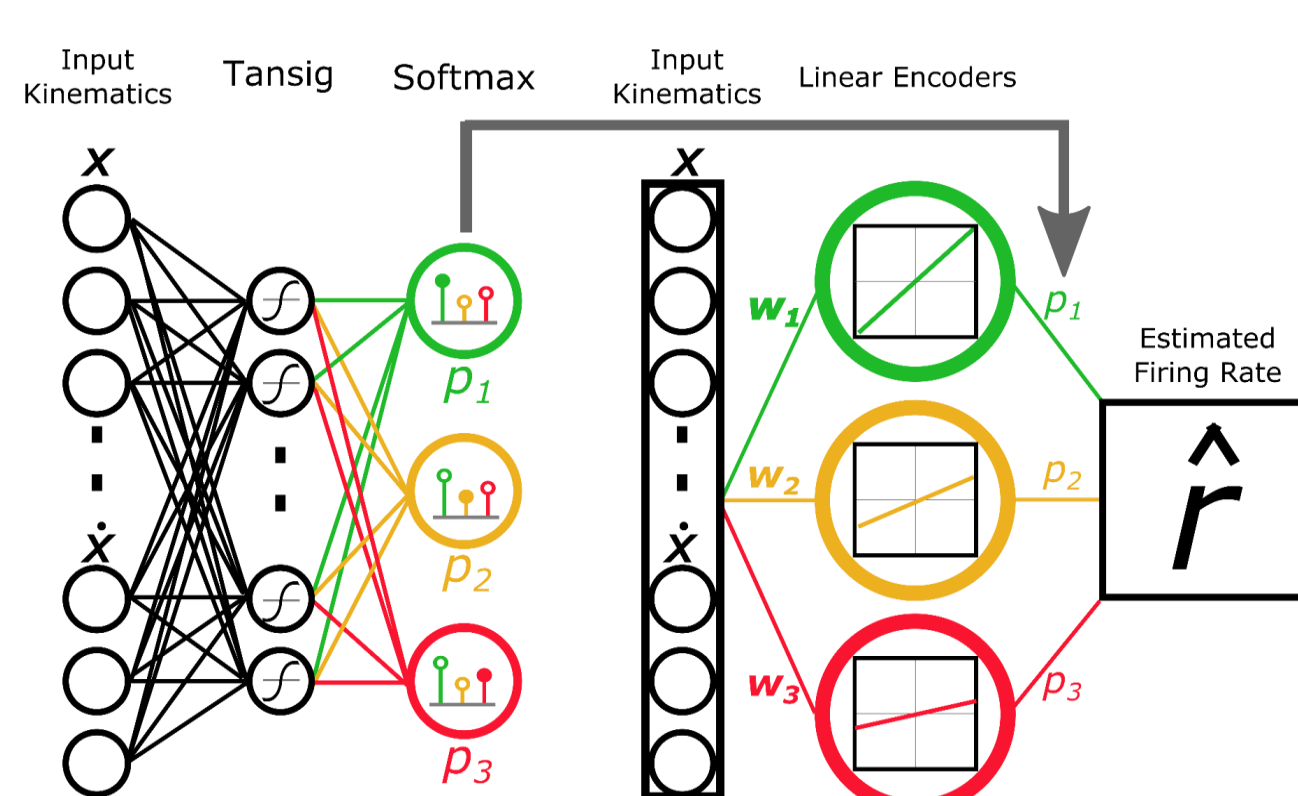 Input
Kinematics
Tansig
Softmax
Input
Kinematics
Linear Encoders
x
x
p₁
w₁
p₁
Estimated
Firing Rate
p₂
w₂
p₂
r̂
ẋ
ẋ
p₃
w₃
p₃